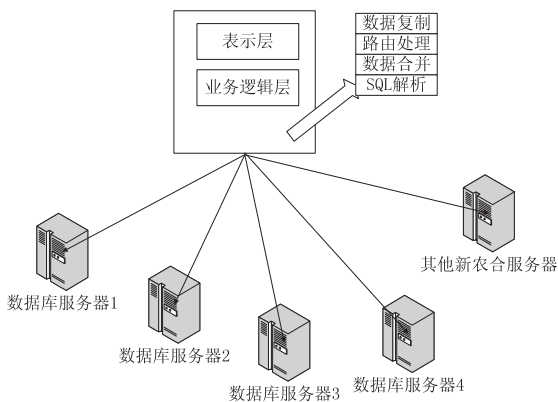 表示层
业务逻辑层
数据复制
路由处理
数据合并
SQL解析
其他新农合服务器
数据库服务器1
数据库服务器2
数据库服务器3
数据库服务器4